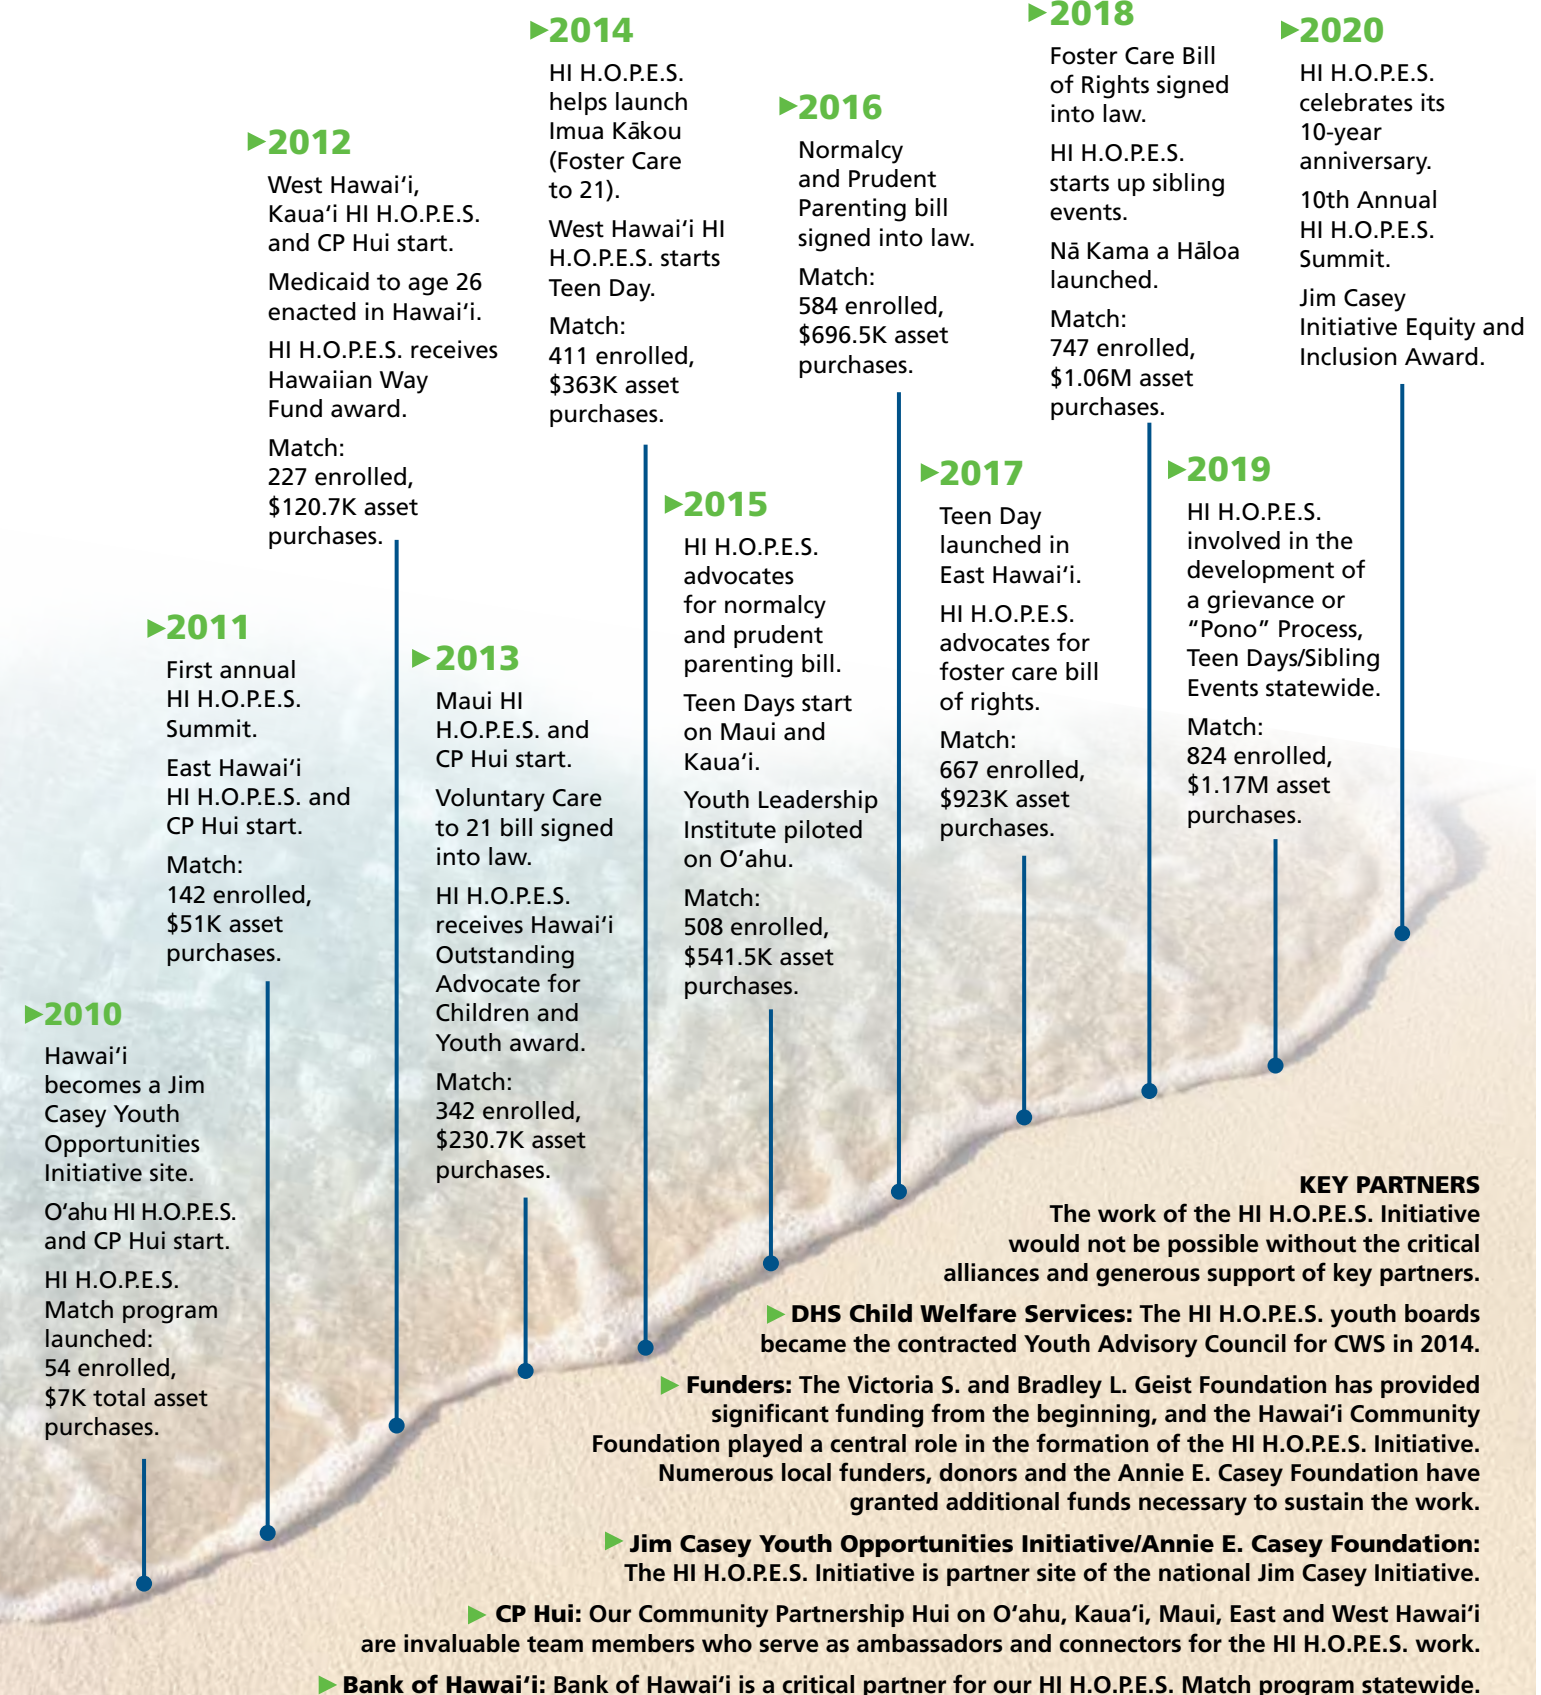 ▶2010
Hawai‘i
becomes a Jim
Casey Youth
Opportunities
Initiative site.
O‘ahu HI H.O.P.E.S.
and CP Hui start.
HI H.O.P.E.S.
Match program
launched:
54 enrolled,
$7K total asset
purchases.
▶2011
First annual
HI H.O.P.E.S.
Summit.
East Hawai‘i
HI H.O.P.E.S. and
CP Hui start.
Match:
142 enrolled,
$51K asset
purchases.
▶2012
West Hawai‘i,
Kaua‘i HI H.O.P.E.S.
and CP Hui start.
Medicaid to age 26
enacted in Hawai‘i.
HI H.O.P.E.S. receives
Hawaiian Way
Fund award.
Match:
227 enrolled,
$120.7K asset
purchases.
▶2013
Maui HI
H.O.P.E.S. and
CP Hui start.
Voluntary Care
to 21 bill signed
into law.
HI H.O.P.E.S.
receives Hawai‘i
Outstanding
Advocate for
Children and
Youth award.
Match:
342 enrolled,
$230.7K asset
purchases.
▶2014
HI H.O.P.E.S.
helps launch
Imua Kākou
(Foster Care
to 21).
West Hawai‘i HI
H.O.P.E.S. starts
Teen Day.
Match:
411 enrolled,
$363K asset
purchases.
▶2015
HI H.O.P.E.S.
advocates
for normalcy
and prudent
parenting bill.
Teen Days start
on Maui and
Kaua‘i.
Youth Leadership
Institute piloted
on O‘ahu.
Match:
508 enrolled,
$541.5K asset
purchases.
▶2016
Normalcy
and Prudent
Parenting bill
signed into law.
Match:
584 enrolled,
$696.5K asset
purchases.
▶2017
Teen Day
launched in
East Hawai‘i.
HI H.O.P.E.S.
advocates for
foster care bill
of rights.
Match:
667 enrolled,
$923K asset
purchases.
▶2018
Foster Care Bill
of Rights signed
into law.
HI H.O.P.E.S.
starts up sibling
events.
Nā Kama a Hāloa
launched.
Match:
747 enrolled,
$1.06M asset
purchases.
▶2019
HI H.O.P.E.S.
involved in the
development of
a grievance or
“Pono” Process,
Teen Days/Sibling
Events statewide.
Match:
824 enrolled,
$1.17M asset
purchases.
▶2020
HI H.O.P.E.S.
celebrates its
10-year
anniversary.
10th Annual
HI H.O.P.E.S.
Summit.
Jim Casey
Initiative Equity and
Inclusion Award.
KEY PARTNERS
The work of the HI H.O.P.E.S. Initiative
would not be possible without the critical
alliances and generous support of key partners.
▶ DHS Child Welfare Services: The HI H.O.P.E.S. youth boards
became the contracted Youth Advisory Council for CWS in 2014.
▶ Funders: The Victoria S. and Bradley L. Geist Foundation has provided
significant funding from the beginning, and the Hawai‘i Community
Foundation played a central role in the formation of the HI H.O.P.E.S. Initiative.
Numerous local funders, donors and the Annie E. Casey Foundation have
granted additional funds necessary to sustain the work.
▶ Jim Casey Youth Opportunities Initiative/Annie E. Casey Foundation:
The HI H.O.P.E.S. Initiative is partner site of the national Jim Casey Initiative.
▶ CP Hui: Our Community Partnership Hui on O‘ahu, Kaua‘i, Maui, East and West Hawai‘i
are invaluable team members who serve as ambassadors and connectors for the HI H.O.P.E.S. work.
▶ Bank of Hawai‘i: Bank of Hawai‘i is a critical partner for our HI H.O.P.E.S. Match program statewide.